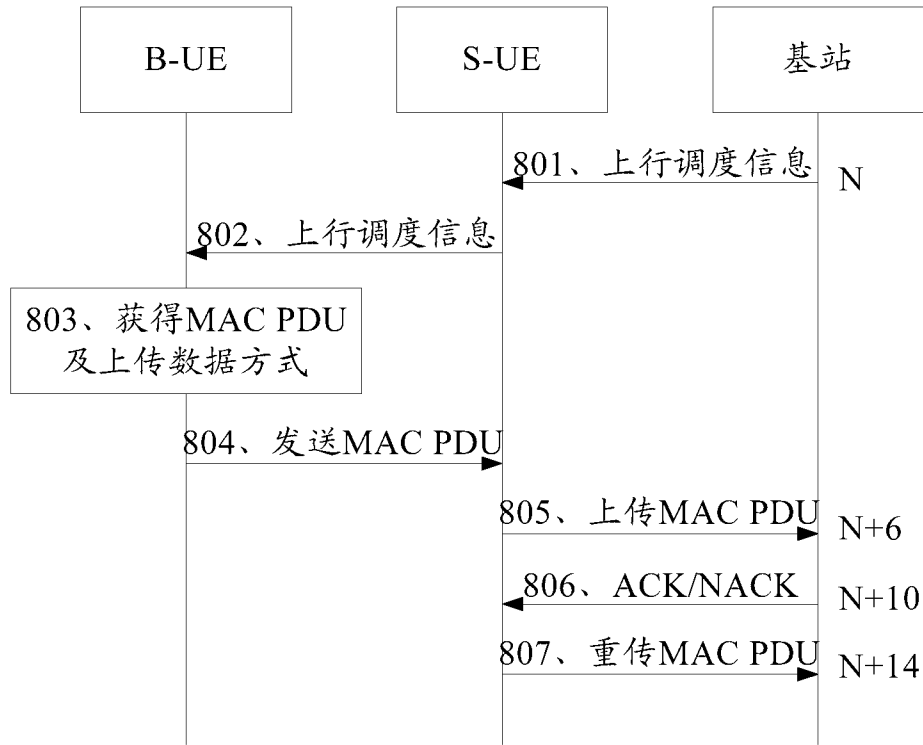 B-UE
S-UE
基站
801、上行调度信息
N
802、上行调度信息
803、获得MAC PDU
及上传数据方式
804、发送MAC PDU
805、上传MAC PDU
N+6
806、ACK/NACK
N+10
807、重传MAC PDU
N+14